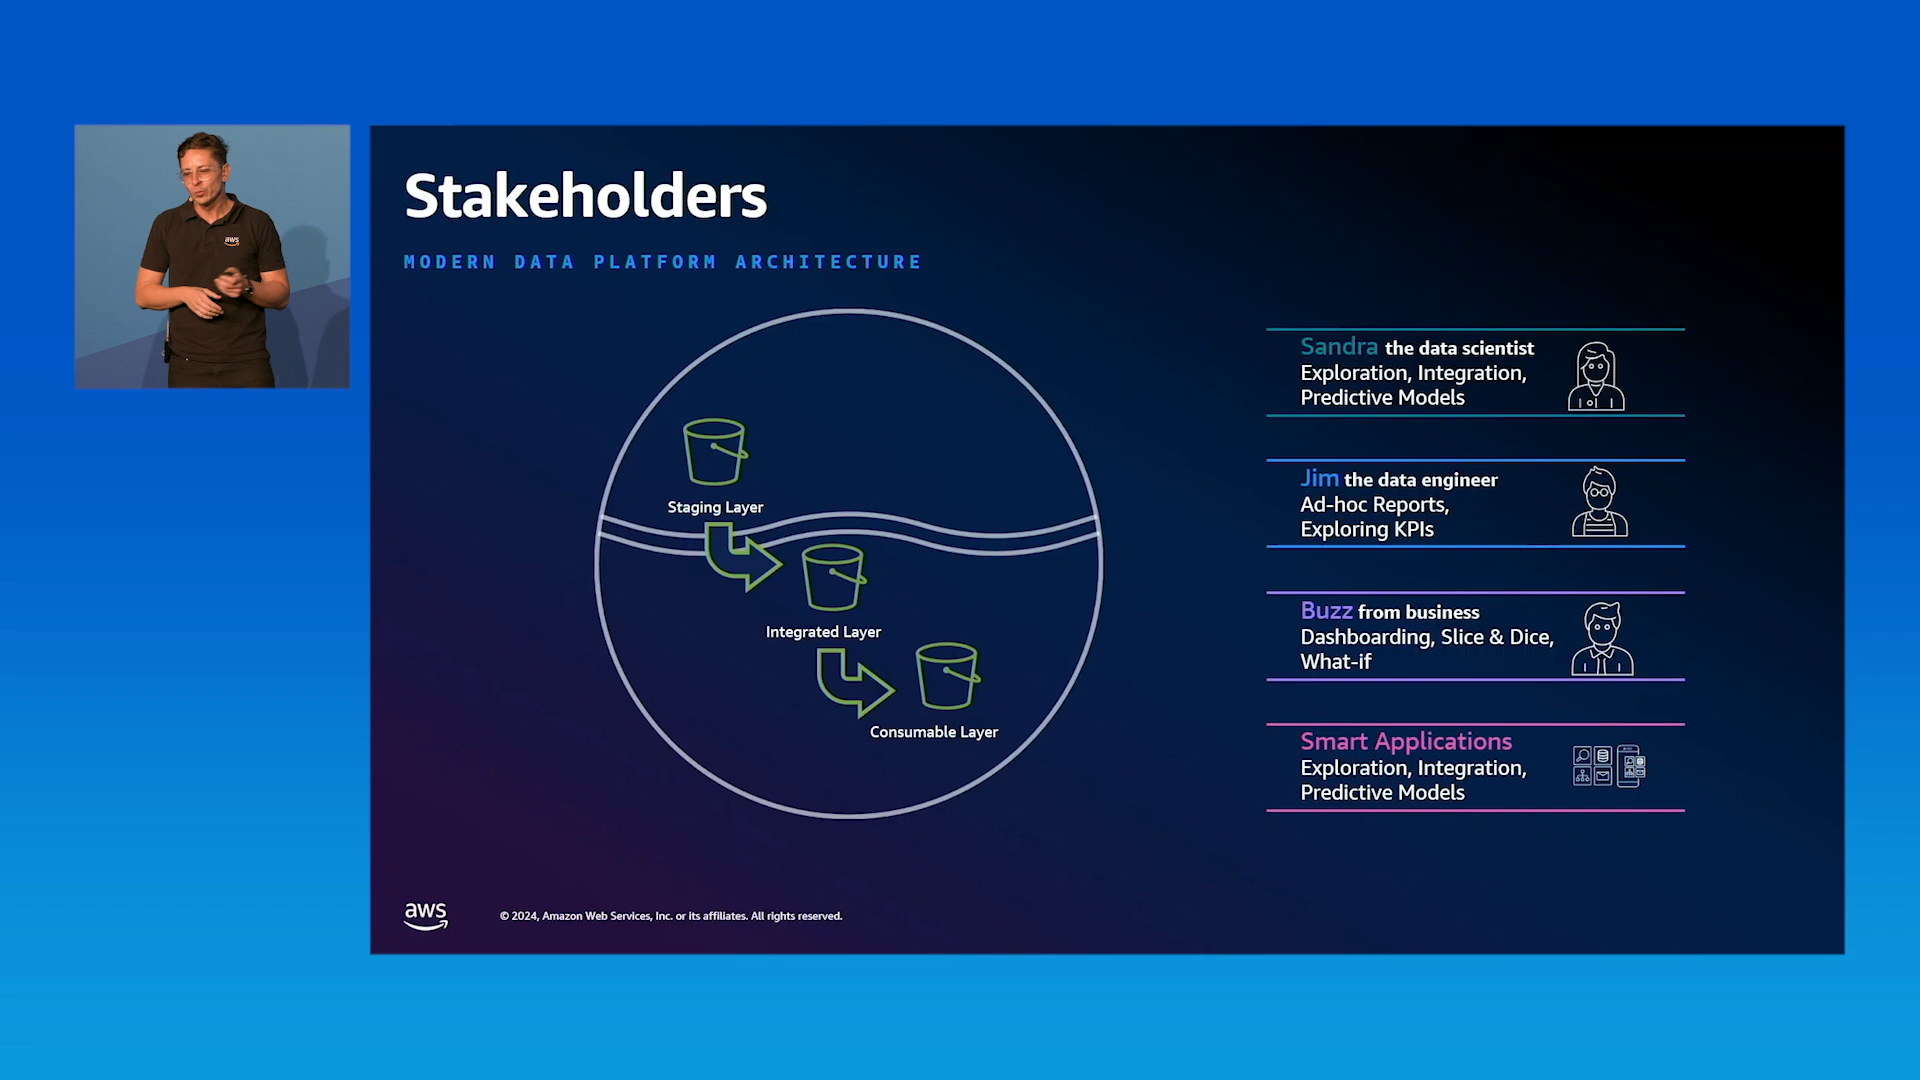 aws
Stakeholders
MODERN DATA PLATFORM ARCHITECTURE
Staging Layer
Integrated Layer
Consumable Layer
Sandra the data scientist
Exploration, Integration,
Predictive Models
Jim the data engineer
Ad-hoc Reports,
Exploring KPIs
Buzz from business
Dashboarding, Slice & Dice,
What-if
Smart Applications
Exploration, Integration,
Predictive Models
aws
© 2024, Amazon Web Services, Inc. or its affiliates. All rights reserved.